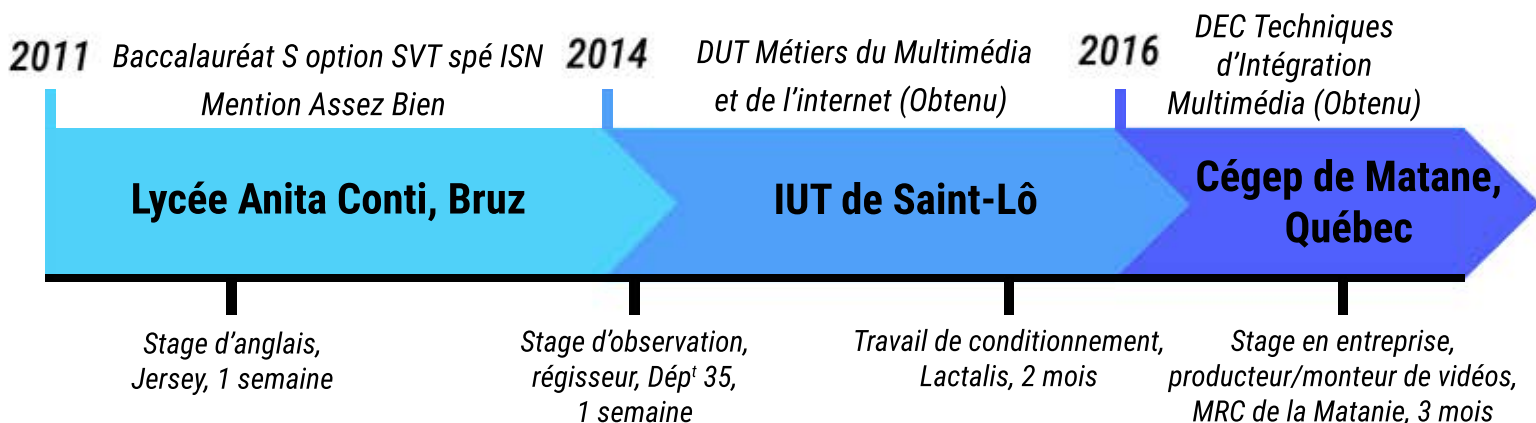 2011
Baccalauréat S option SVT spé ISN
Mention Assez Bien
2014
DUT Métiers du Multimédia
et de l'internet (Obtenu)
2016
DEC Techniques
d'Intégration
Multimédia (Obtenu)
Lycée Anita Conti, Bruz
IUT de Saint-Lô
Cégep de Matane,
Québec
Stage d'anglais,
Jersey, 1 semaine
Stage d'observation,
régisseur, Dépᵗ 35,
1 semaine
Travail de conditionnement,
Lactalis, 2 mois
Stage en entreprise,
producteur/monteur de vidéos,
MRC de la Matanie, 3 mois